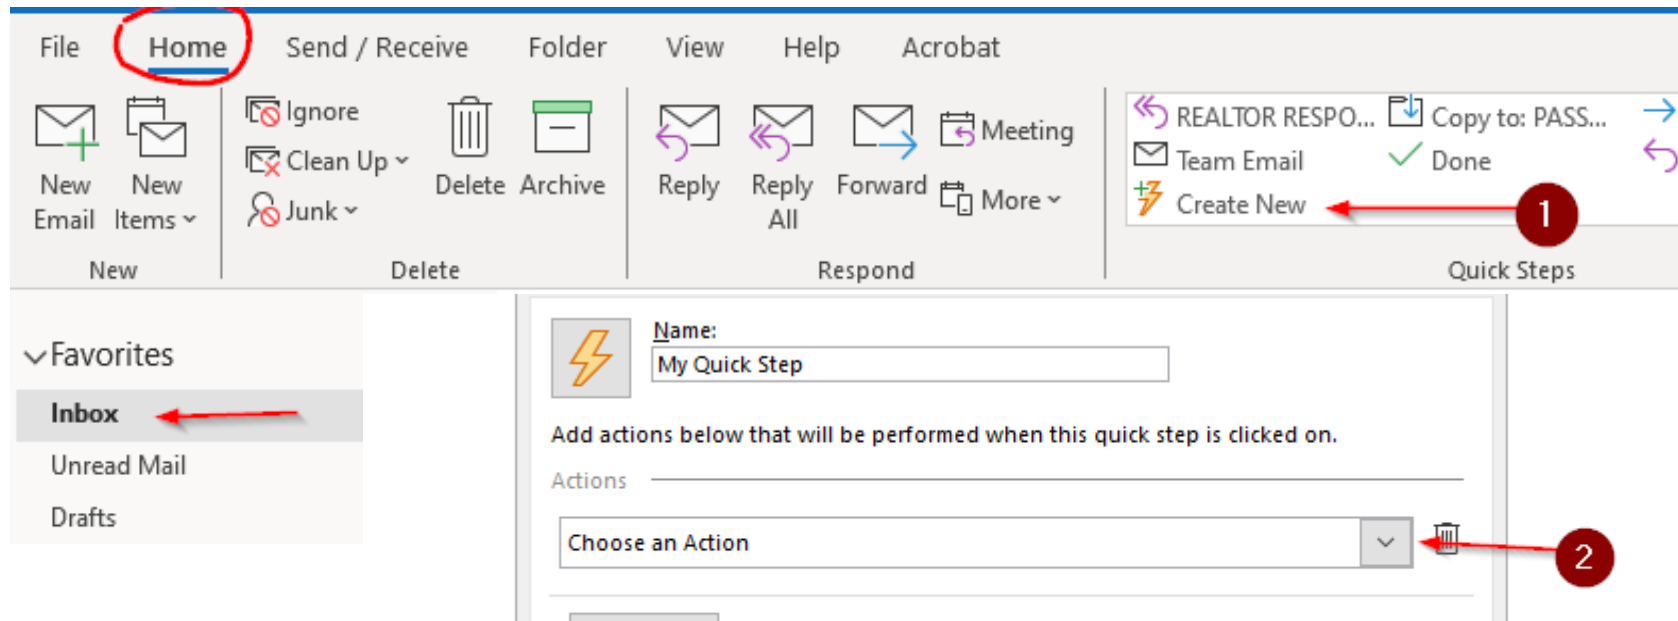 File Home Send / Receive Folder View Help Acrobat
Ignore
Clean Up
Junk
New Email
New Items
Delete Archive
Reply
Reply All
Forward
Meeting
More
REALTOR RESPO... Copy to: PASS...
Team Email Done
Create New 1
New Delete Respond Quick Steps
Favorites
Inbox
Unread Mail
Drafts
Name:
My Quick Step
Add actions below that will be performed when this quick step is clicked on.
Actions
Choose an Action 2